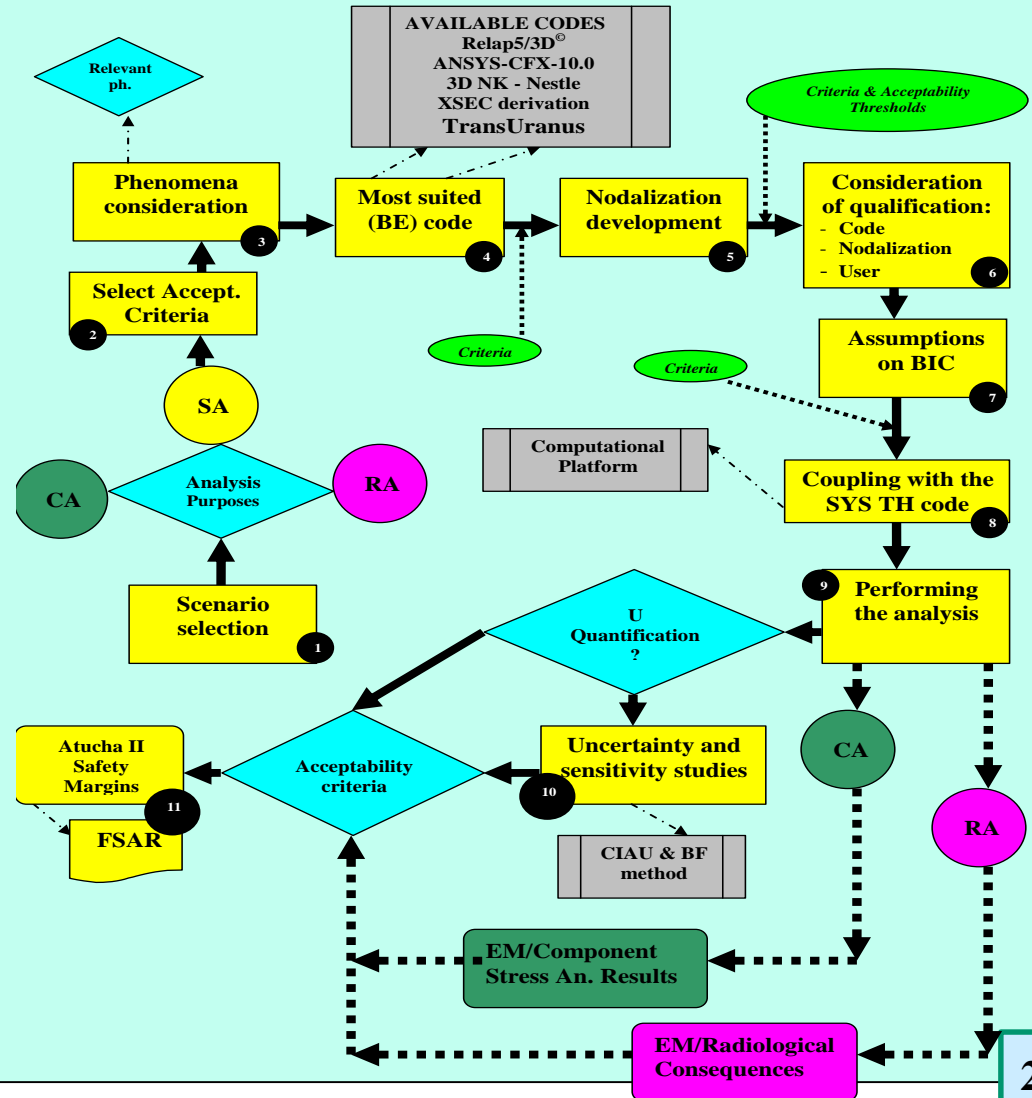 AVAILABLE CODES
Relap5/3D©
ANSYS-CFX-10.0
3D NK - Nestle
XSEC derivation
TransUranus
Relevant
ph.
Criteria & Acceptability
Thresholds
Phenomena
consideration
3
Most suited
(BE) code
4
Nodalization
development
5
Consideration
of qualification:
- Code
- Nodalization
- User
6
Select Accept.
Criteria
2
Criteria
Criteria
Assumptions
on BIC
7
SA
CA
Analysis
Purposes
RA
Computational
Platform
Coupling with the
SYS TH code
8
Scenario
selection
1
U
Quantification
?
9
Performing
the analysis
Atucha II
Safety
Margins
11
FSAR
Acceptability
criteria
Uncertainty and
sensitivity studies
10
CIAU & BF
method
CA
RA
EM/Component
Stress An. Results
EM/Radiological
Consequences
2